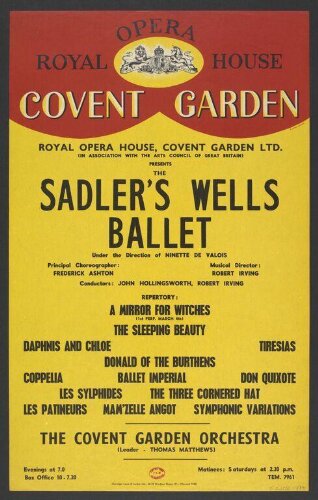 OPERA
ROYAL HOUSE
COVENT GARDEN
ROYAL OPERA HOUSE, COVENT GARDEN LTD.
(IN ASSOCIATION WITH THE ARTS COUNCIL OF GREAT BRITAIN)
PRESENTS
THE
SADLER'S WELLS
BALLET
Under the Direction of NINETTE DE VALOIS
Principal Choreographer: Musical Director:
FREDERICK ASHTON ROBERT IRVING
Conductors: JOHN HOLLINGSWORTH, ROBERT IRVING
REPERTORY:
A MIRROR FOR WITCHES
(1st PERF. MARCH 4th)
THE SLEEPING BEAUTY
DAPHNIS AND CHLOE TIRESIAS
DONALD OF THE BURTHENS
COPPELIA BALLET IMPERIAL DON QUIXOTE
LES SYLPHIDES THE THREE CORNERED HAT
LES PATINEURS MAM'ZELLE ANGOT SYMPHONIC VARIATIONS
THE COVENT GARDEN ORCHESTRA
(Leader - THOMAS MATTHEWS)
Evenings at 7.0 Matinees: Saturdays at 2.30 p.m.
Box Office 10 - 7.30 TEM. 7961